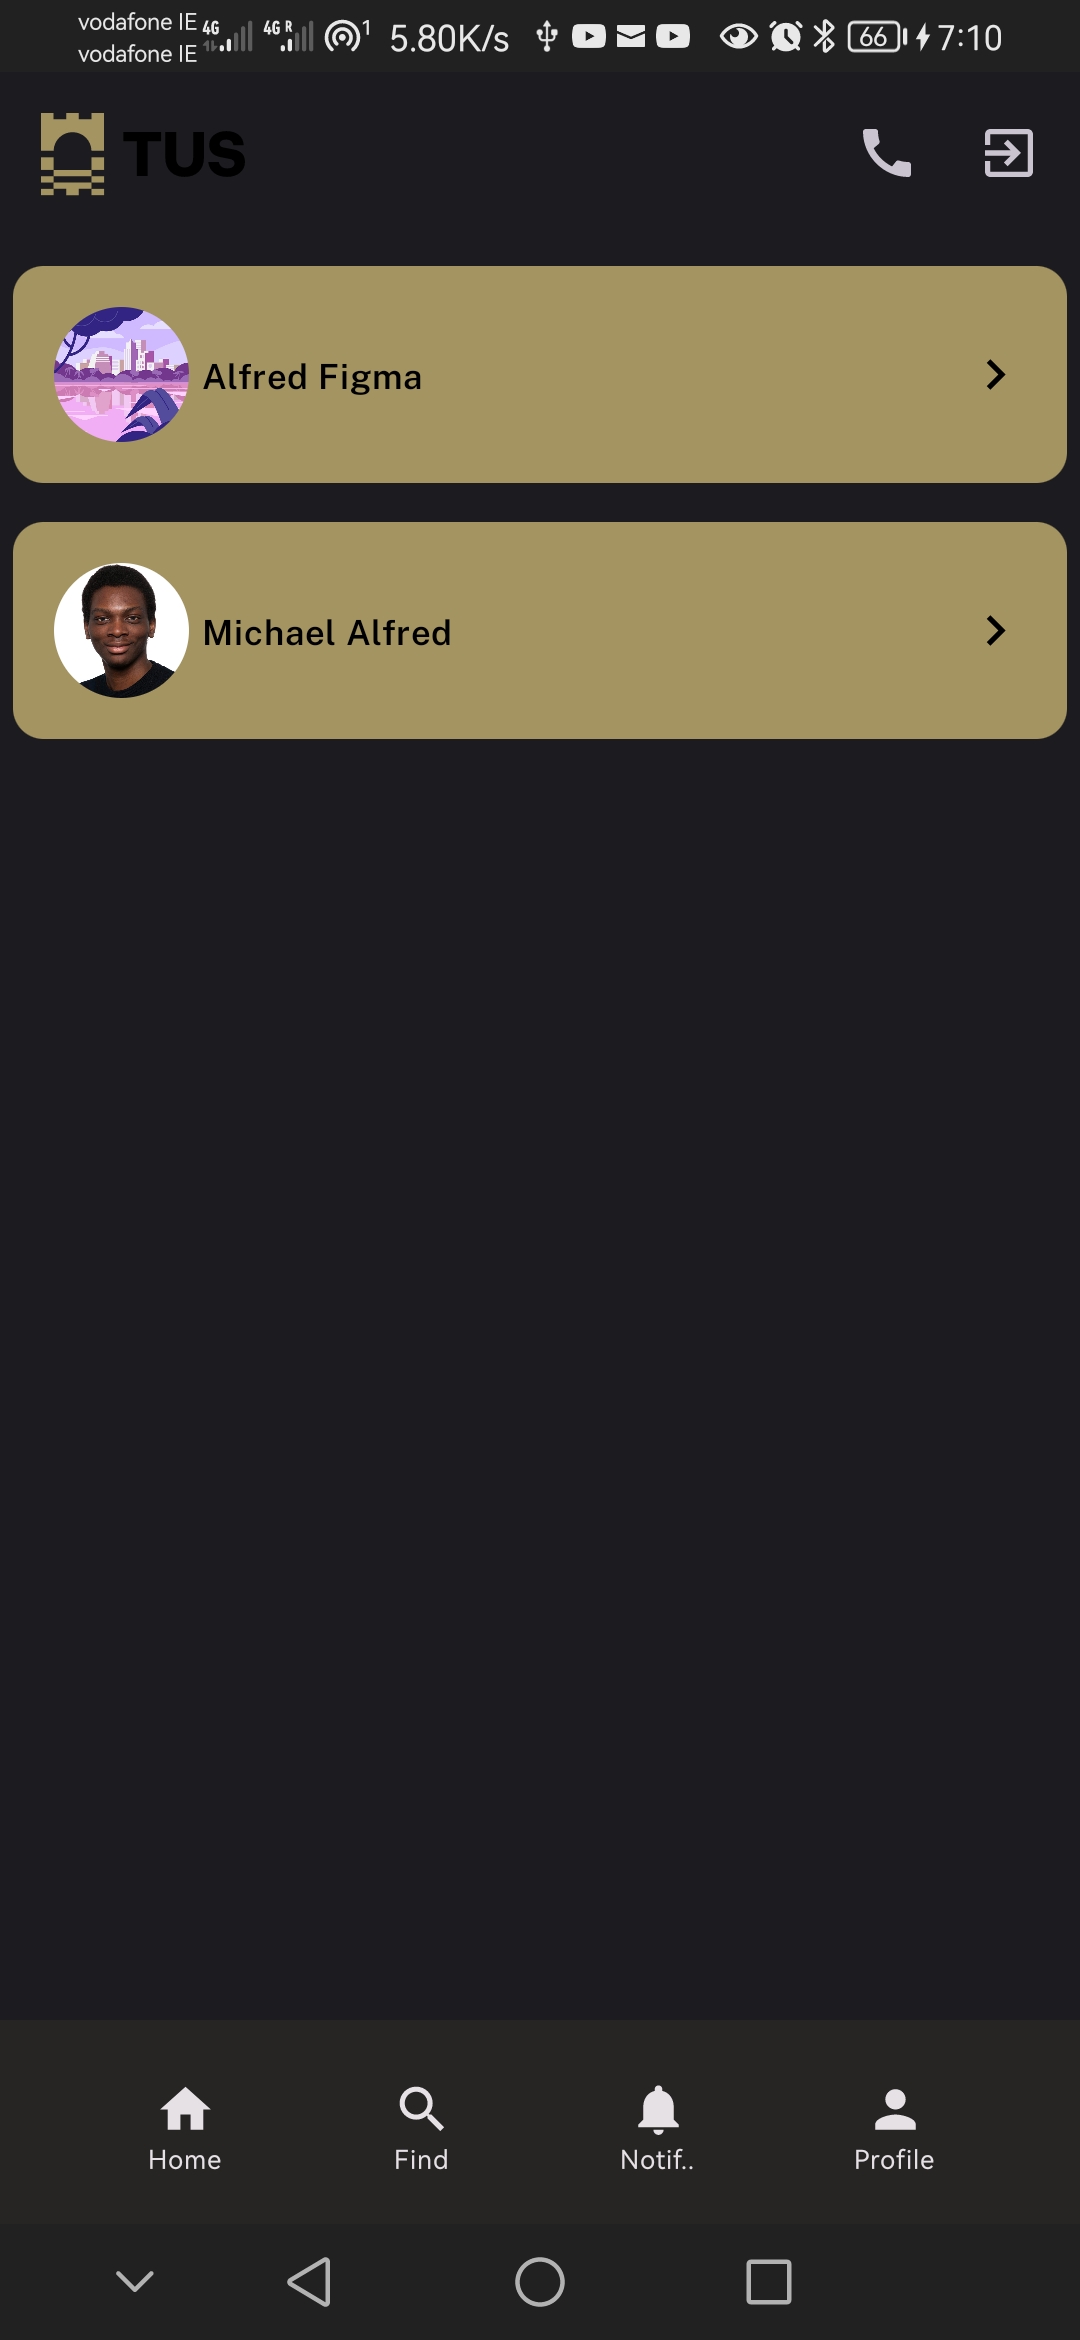 vodafone IE 4G 4G R 1 5.80K/s 66 7:10
vodafone IE
TUS
Alfred Figma
Michael Alfred
Home Find Notif.. Profile